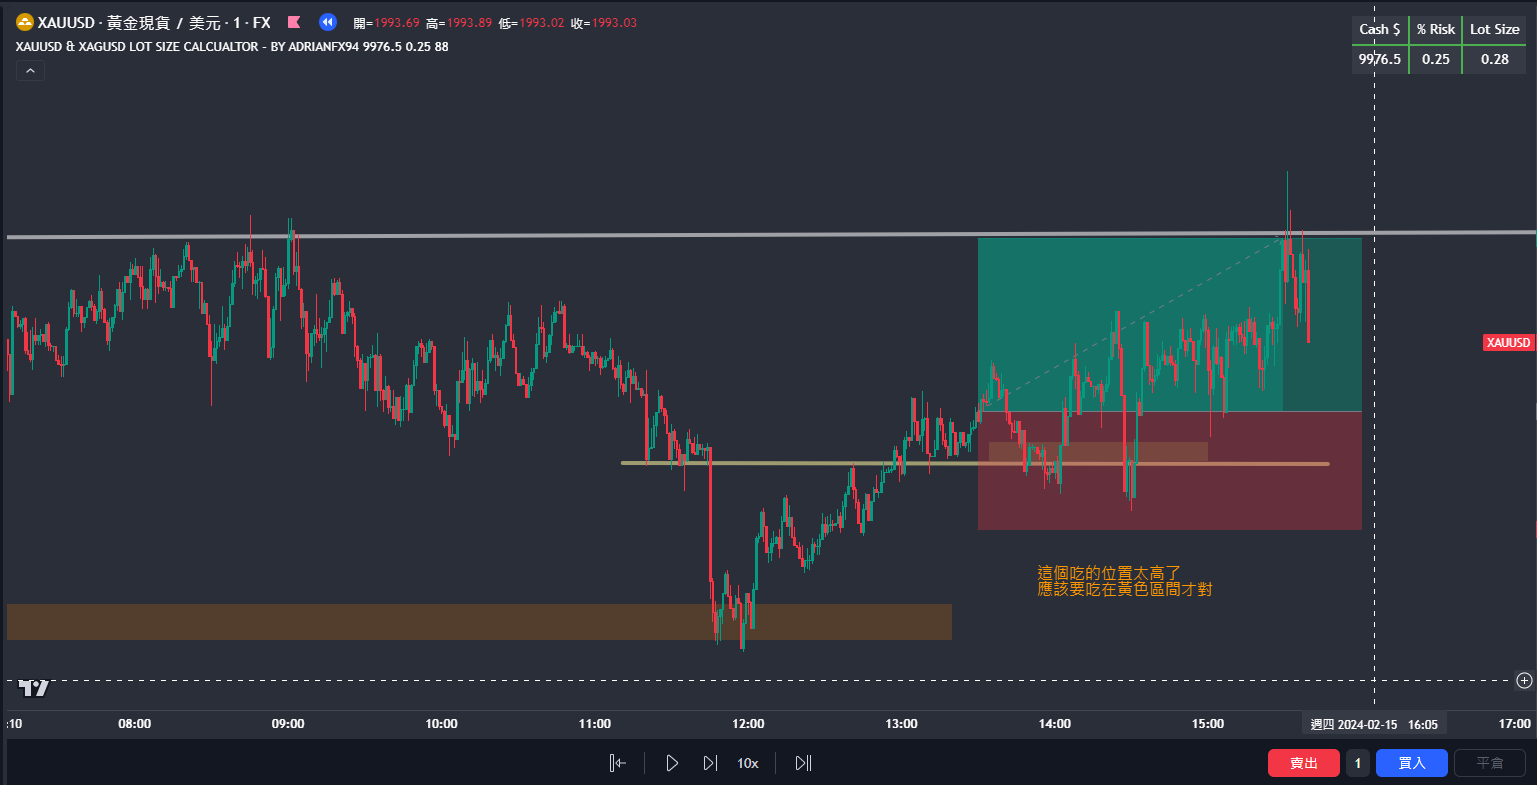 XAUUSD · 黃金現貨 / 美元 · 1 · FX 開=1993.69 高=1993.89 低=1993.02 收=1993.03
XAUUSD & XAGUSD LOT SIZE CALCUALTOR - BY ADRIANFX94 9976.5 0.25 88
Cash $ % Risk Lot Size
9976.5 0.25 0.28
XAUUSD
這個吃的位置太高了
應該要吃在黃色區間才對
:10 08:00 09:00 10:00 11:00 12:00 13:00 14:00 15:00 週四 2024-02-15 16:05 17:00
10x 賣出 1 買入 平倉